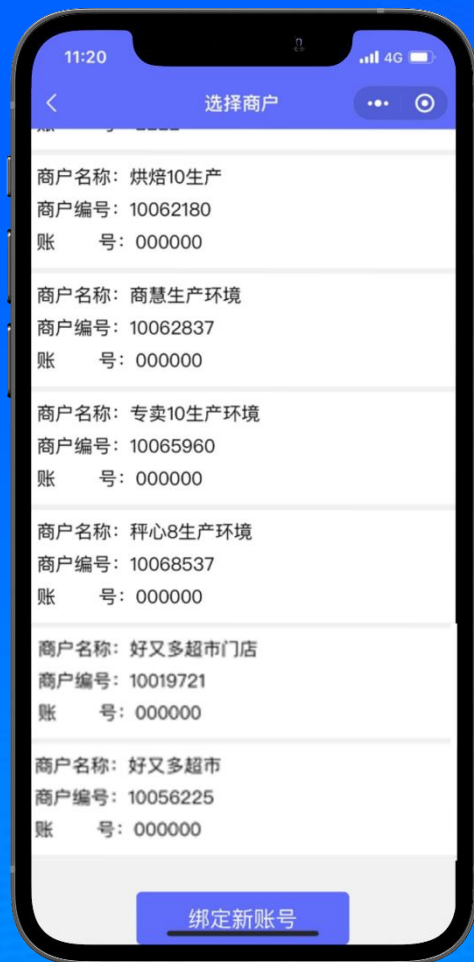 11:20
4G
选择商户
商户名称：烘焙10生产
商户编号：10062180
账 号：000000
商户名称：商慧生产环境
商户编号：10062837
账 号：000000
商户名称：专卖10生产环境
商户编号：10065960
账 号：000000
商户名称：秤心8生产环境
商户编号：10068537
账 号：000000
商户名称：好又多超市门店
商户编号：10019721
账 号：000000
商户名称：好又多超市
商户编号：10056225
账 号：000000
绑定新账号